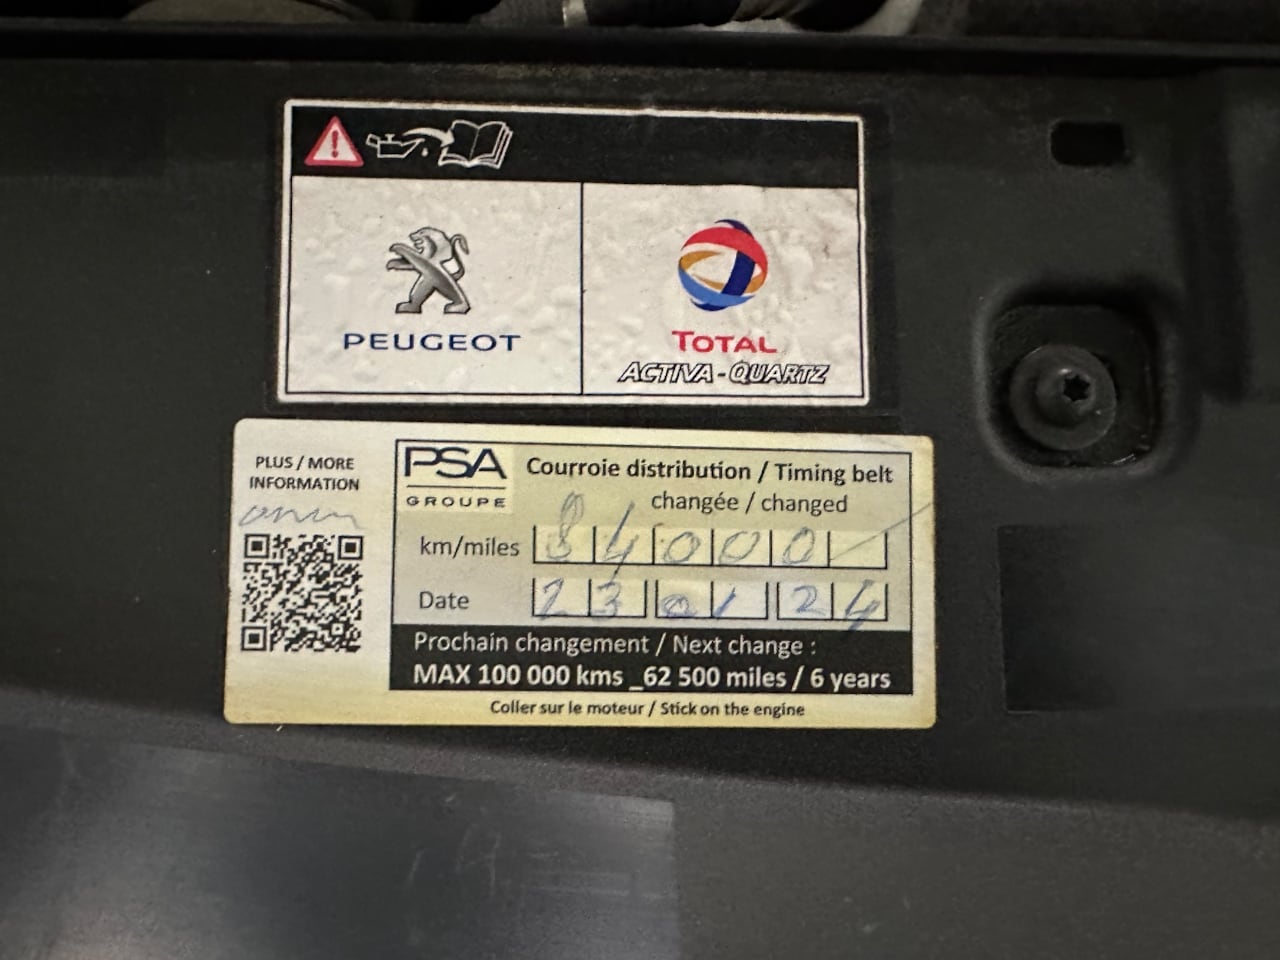 PEUGEOT
TOTAL
ACTIVA-QUARTZ
PLUS / MORE
INFORMATION
PSA
GROUPE
Courroie distribution / Timing belt
changée / changed
km/miles 84000
Date 23 01 24
Prochain changement / Next change :
MAX 100 000 kms _62 500 miles / 6 years
Coller sur le moteur / Stick on the engine